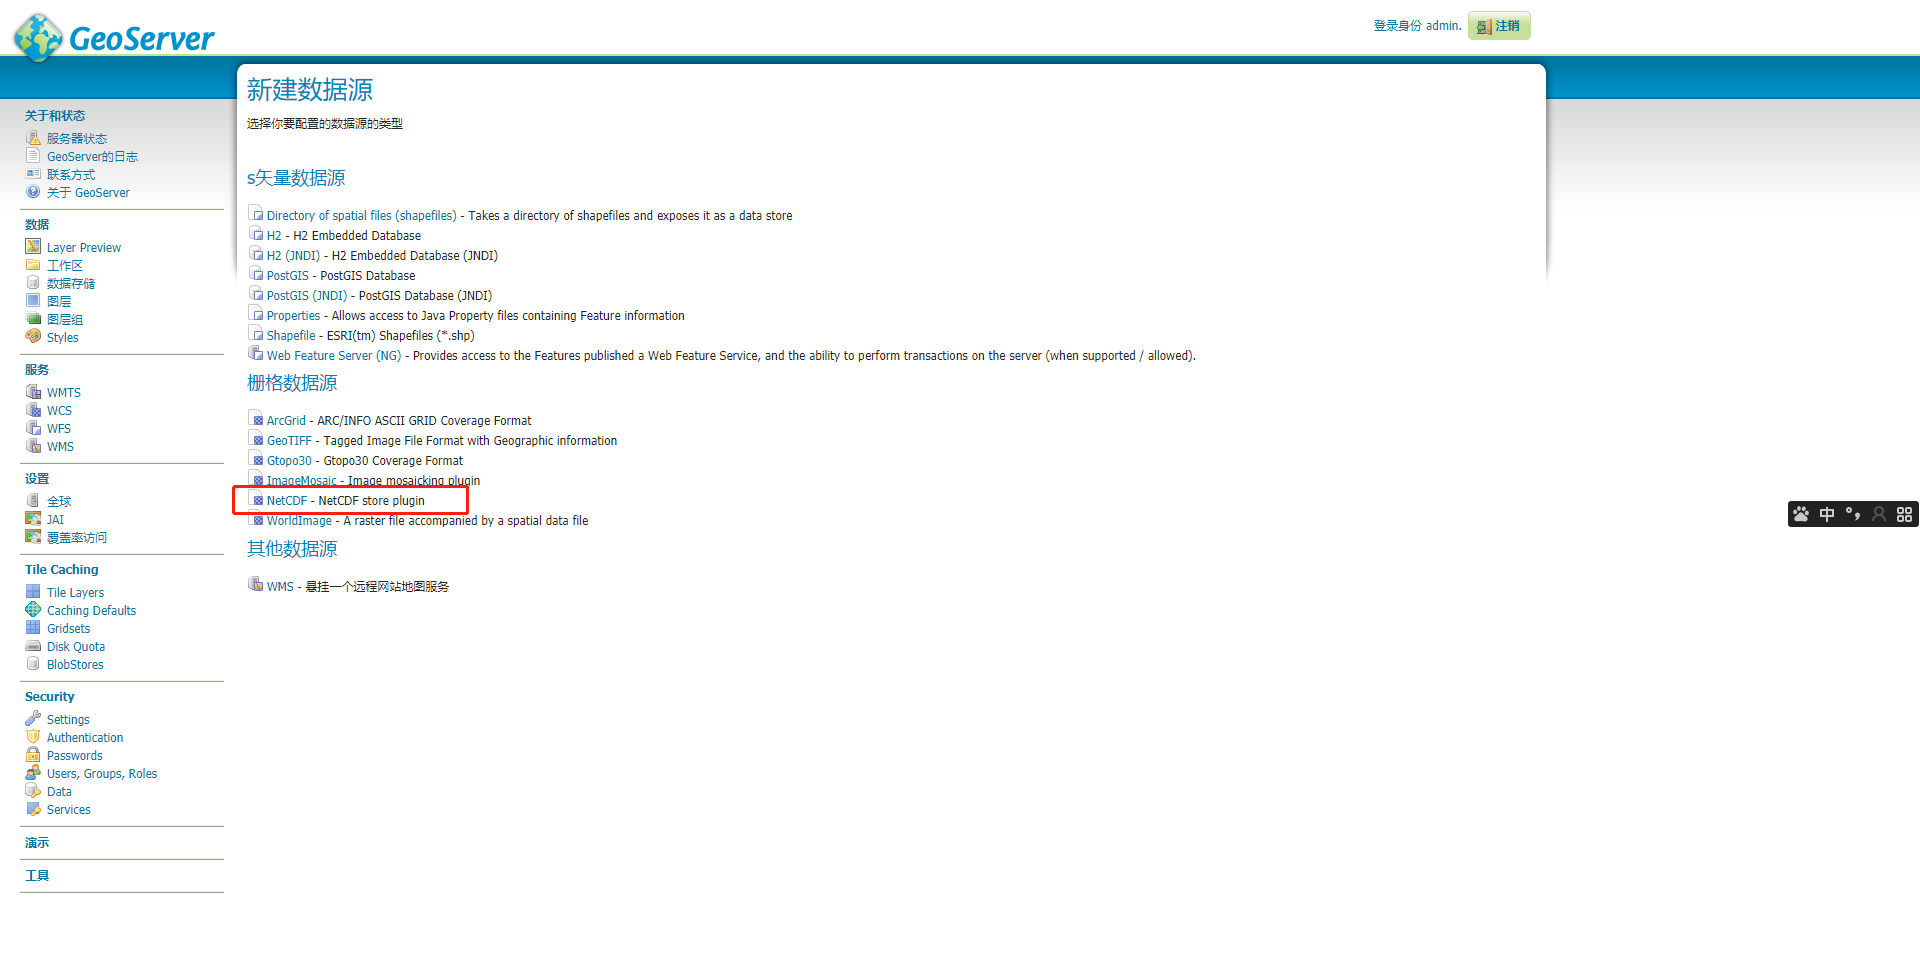 GeoServer
登录身份 admin.
注销
新建数据源
选择你要配置的数据源的类型
关于和状态
服务器状态
GeoServer的日志
联系方式
关于 GeoServer
数据
Layer Preview
工作区
数据存储
图层
图层组
Styles
服务
WMTS
WCS
WFS
WMS
设置
全球
JAI
覆盖率访问
Tile Caching
Tile Layers
Caching Defaults
Gridsets
Disk Quota
BlobStores
Security
Settings
Authentication
Passwords
Users, Groups, Roles
Data
Services
演示
工具
s矢量数据源
Directory of spatial files (shapefiles) - Takes a directory of shapefiles and exposes it as a data store
H2 - H2 Embedded Database
H2 (JNDI) - H2 Embedded Database (JNDI)
PostGIS - PostGIS Database
PostGIS (JNDI) - PostGIS Database (JNDI)
Properties - Allows access to Java Property files containing Feature information
Shapefile - ESRI(tm) Shapefiles (*.shp)
Web Feature Server (NG) - Provides access to the Features published a Web Feature Service, and the ability to perform transactions on the server (when supported / allowed).
栅格数据源
ArcGrid - ARC/INFO ASCII GRID Coverage Format
GeoTIFF - Tagged Image File Format with Geographic information
Gtopo30 - Gtopo30 Coverage Format
ImageMosaic - Image mosaicking plugin
NetCDF - NetCDF store plugin
WorldImage - A raster file accompanied by a spatial data file
其他数据源
WMS - 悬挂一个远程网站地图服务
中 °,